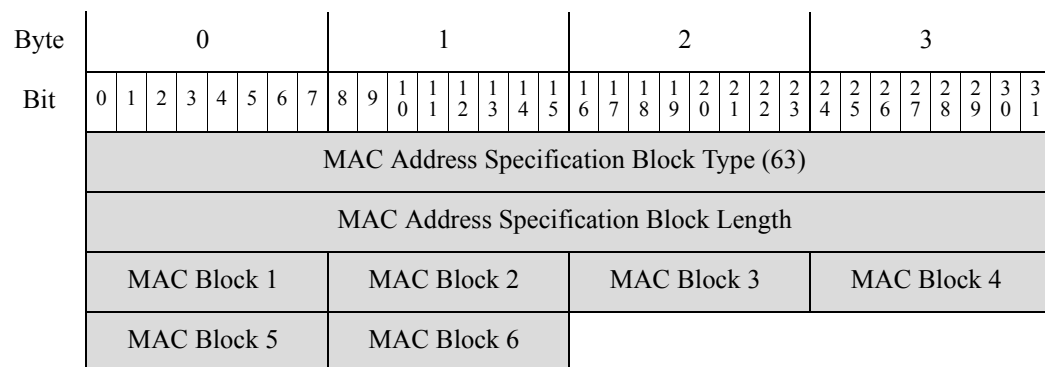 Byte 0 1 2 3
Bit 0 1 2 3 4 5 6 7 8 9 10 11 12 13 14 15 16 17 18 19 20 21 22 23 24 25 26 27 28 29 30 31
MAC Address Specification Block Type (63)
MAC Address Specification Block Length
MAC Block 1 MAC Block 2 MAC Block 3 MAC Block 4
MAC Block 5 MAC Block 6